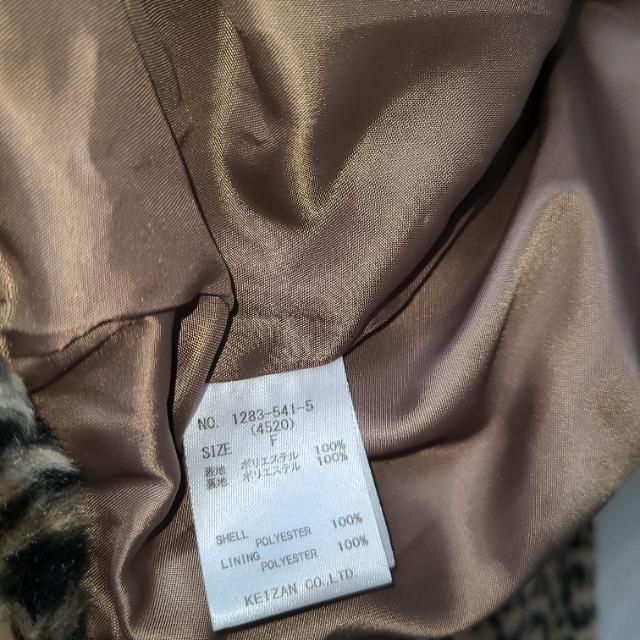 NO. 1283-541-5
(4520)
SIZE F
表地 ポリエステル 100%
裏地 ポリエステル 100%
SHELL POLYESTER 100%
LINING POLYESTER 100%
KEIZAN CO.,LTD.